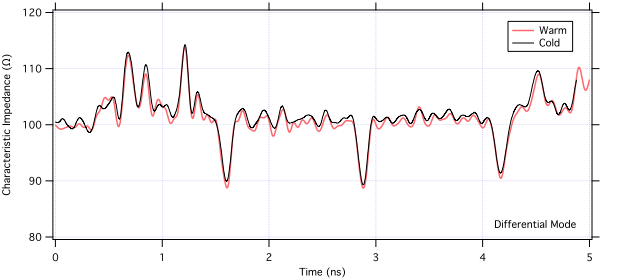 120
110
100
90
80
Characteristic Impedance (Ω)
Warm
Cold
Differential Mode
0 1 2 3 4 5
Time (ns)